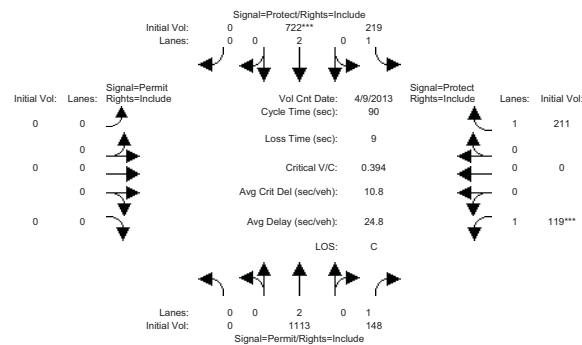 Signal=Protect/Rights=Include
Initial Vol: 0 722*** 219
Lanes: 0 0 2 0 1
Signal=Permit Signal=Protect
Initial Vol: Lanes: Rights=Include Vol Cnt Date: 4/9/2013 Rights=Include Lanes: Initial Vol:
Cycle Time (sec): 90
0 0 1 211
Loss Time (sec): 9
0 0
0 0 Critical V/C: 0.394 0 0
0 Avg Crit Del (sec/veh): 10.8 0
0 0 Avg Delay (sec/veh): 24.8 1 119***
LOS: C
Lanes: 0 0 2 0 1
Initial Vol: 0 1113 148
Signal=Permit/Rights=Include